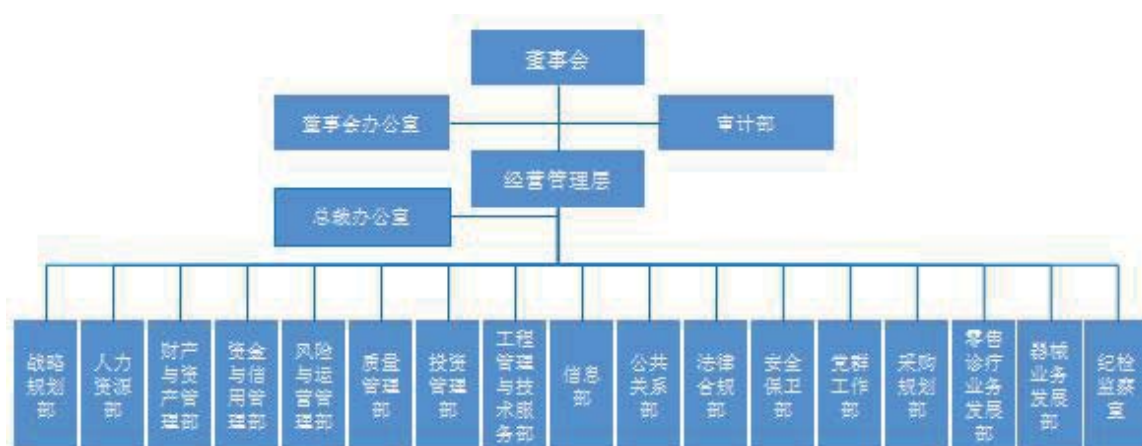 董事会
董事会办公室
审计部
经营管理层
总裁办公室
战略
规划
部
人力
资源
部
财产
与资
产管
理部
资金
与信
用管
理部
风险
与运
营管
理部
质量
管理
部
投资
管理
部
工程
管理
与技
术服
务部
信息
部
公共
关系
部
法律
合规
部
安全
保卫
部
党群
工作
部
采购
规划
部
零售
诊疗
业务
发展
部
器械
业务
发展
部
纪检
监察
室